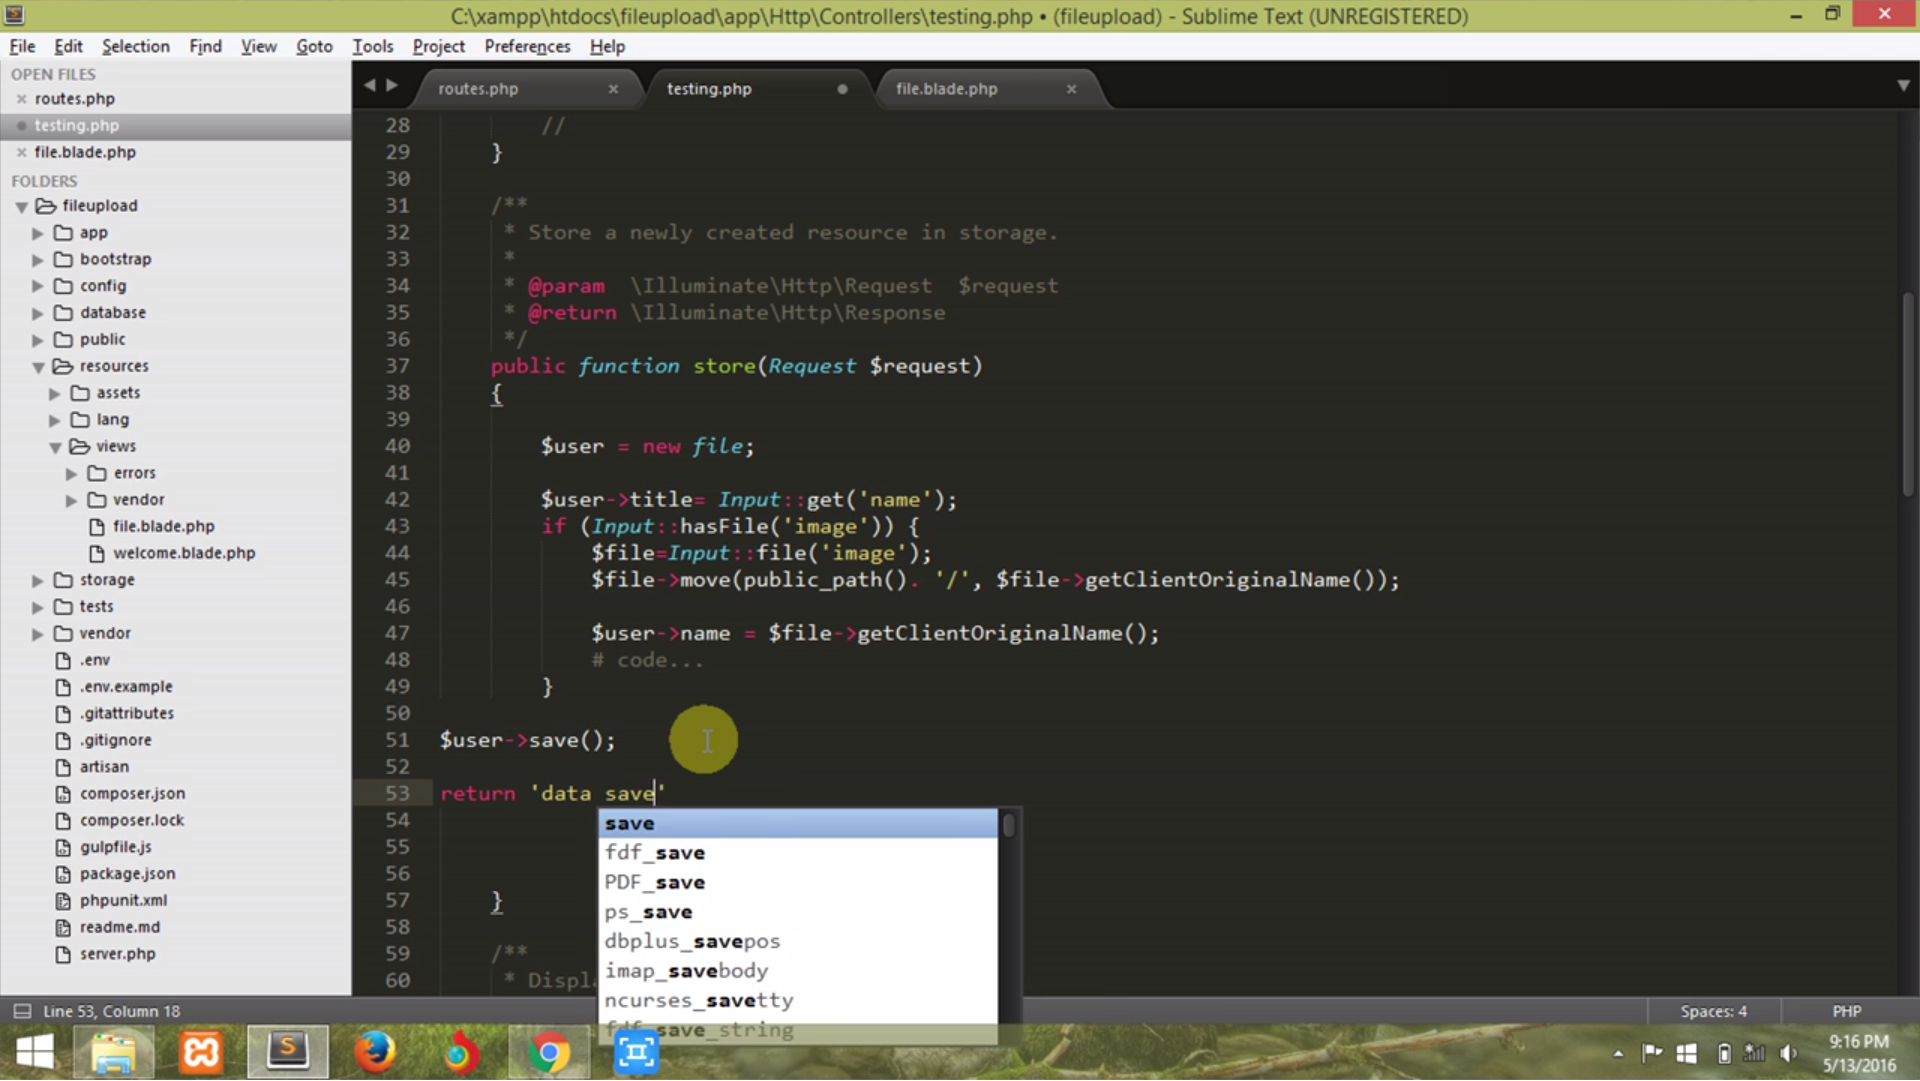 C:\xampp\htdocs\fileupload\app\Http\Controllers\testing.php • (fileupload) - Sublime Text (UNREGISTERED)
File Edit Selection Find View Goto Tools Project Preferences Help
OPEN FILES
routes.php
testing.php
file.blade.php
FOLDERS
fileupload
app
bootstrap
config
database
public
resources
assets
lang
views
errors
vendor
file.blade.php
welcome.blade.php
storage
tests
vendor
.env
.env.example
.gitattributes
.gitignore
artisan
composer.json
composer.lock
gulpfile.js
package.json
phpunit.xml
readme.md
server.php
routes.php testing.php file.blade.php
28 //
29 }
30
31 /**
32 * Store a newly created resource in storage.
33 *
34 * @param \Illuminate\Http\Request $request
35 * @return \Illuminate\Http\Response
36 */
37 public function store(Request $request)
38 {
39
40 $user = new file;
41
42 $user->title= Input::get('name');
43 if (Input::hasFile('image')) {
44 $file=Input::file('image');
45 $file->move(public_path(). '/', $file->getClientOriginalName());
46
47 $user->name = $file->getClientOriginalName();
48 # code...
49 }
50
51 $user->save();
52
53 return 'data save'
54
55
56
57 }
58
59 /**
60 * Displ
save
fdf_save
PDF_save
ps_save
dbplus_savepos
imap_savebody
ncurses_savetty
fdf_save_string
Line 53, Column 18
Spaces: 4
PHP
9:16 PM
5/13/2016